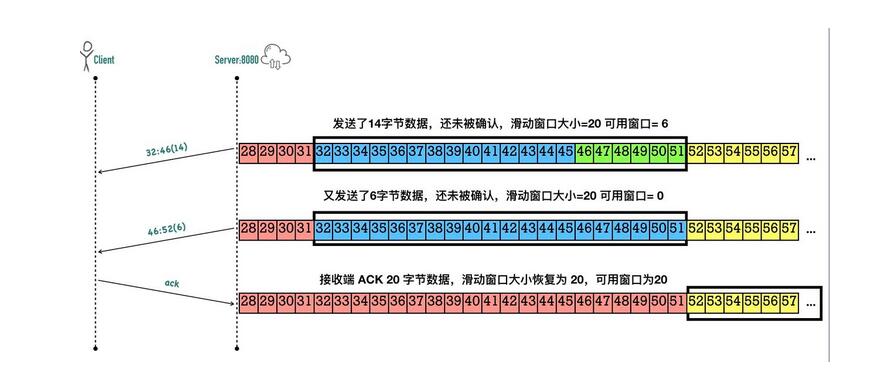 Client
Server:8080
发送了14字节数据，还未被确认，滑动窗口大小=20 可用窗口= 6
32:46(14)
28 29 30 31 32 33 34 35 36 37 38 39 40 41 42 43 44 45 46 47 48 49 50 51 52 53 54 55 56 57 ...
又发送了6字节数据，还未被确认，滑动窗口大小=20 可用窗口= 0
46:52(6)
28 29 30 31 32 33 34 35 36 37 38 39 40 41 42 43 44 45 46 47 48 49 50 51 52 53 54 55 56 57 ...
接收端 ACK 20 字节数据，滑动窗口大小恢复为 20，可用窗口为20
ack
28 29 30 31 32 33 34 35 36 37 38 39 40 41 42 43 44 45 46 47 48 49 50 51 52 53 54 55 56 57 ...